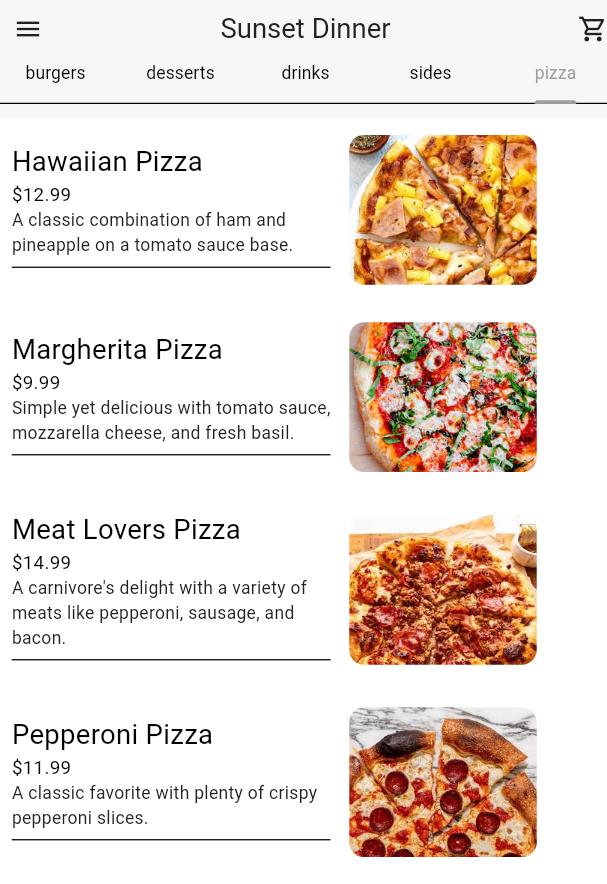 Sunset Dinner
burgers desserts drinks sides pizza
Hawaiian Pizza
$12.99
A classic combination of ham and
pineapple on a tomato sauce base.
Margherita Pizza
$9.99
Simple yet delicious with tomato sauce,
mozzarella cheese, and fresh basil.
Meat Lovers Pizza
$14.99
A carnivore's delight with a variety of
meats like pepperoni, sausage, and
bacon.
Pepperoni Pizza
$11.99
A classic favorite with plenty of crispy
pepperoni slices.